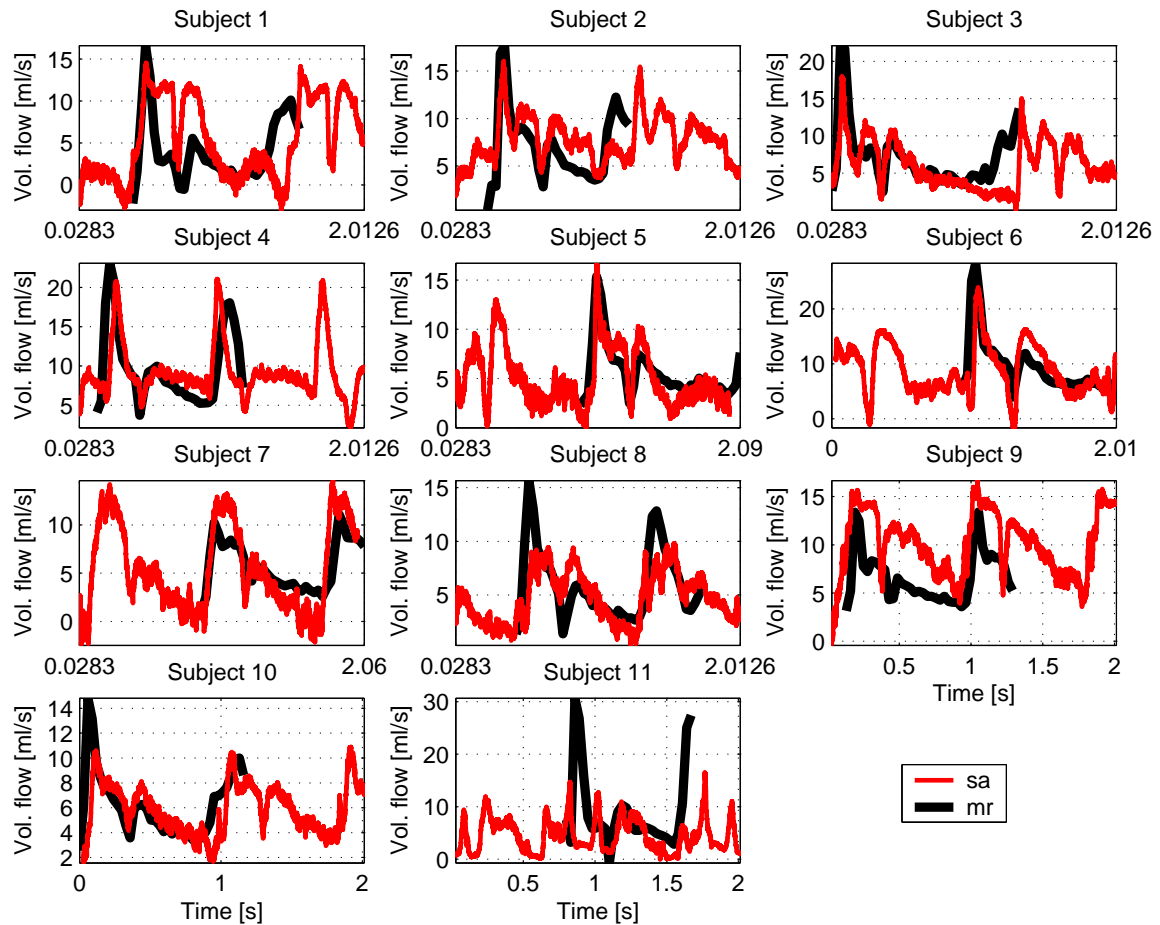 Subject 1
Subject 2
Subject 3
Vol. flow [ml/s]
15
10
5
0
0.0283
2.0126
Vol. flow [ml/s]
15
10
5
0.0283
2.0126
Vol. flow [ml/s]
20
15
10
5
0.0283
2.0126
Subject 4
Subject 5
Subject 6
Vol. flow [ml/s]
20
15
10
5
0.0283
2.0126
Vol. flow [ml/s]
15
10
5
0
0.0283
2.09
Vol. flow [ml/s]
20
10
0
0
2.01
Subject 7
Subject 8
Subject 9
Vol. flow [ml/s]
10
5
0
0.0283
2.06
Vol. flow [ml/s]
15
10
5
0.0283
2.0126
Vol. flow [ml/s]
15
10
5
0
0.5
1
1.5
2
Time [s]
Subject 10
Subject 11
Vol. flow [ml/s]
14
12
10
8
6
4
2
0
1
2
Time [s]
Vol. flow [ml/s]
30
20
10
0
0.5
1
1.5
2
Time [s]
sa
mr